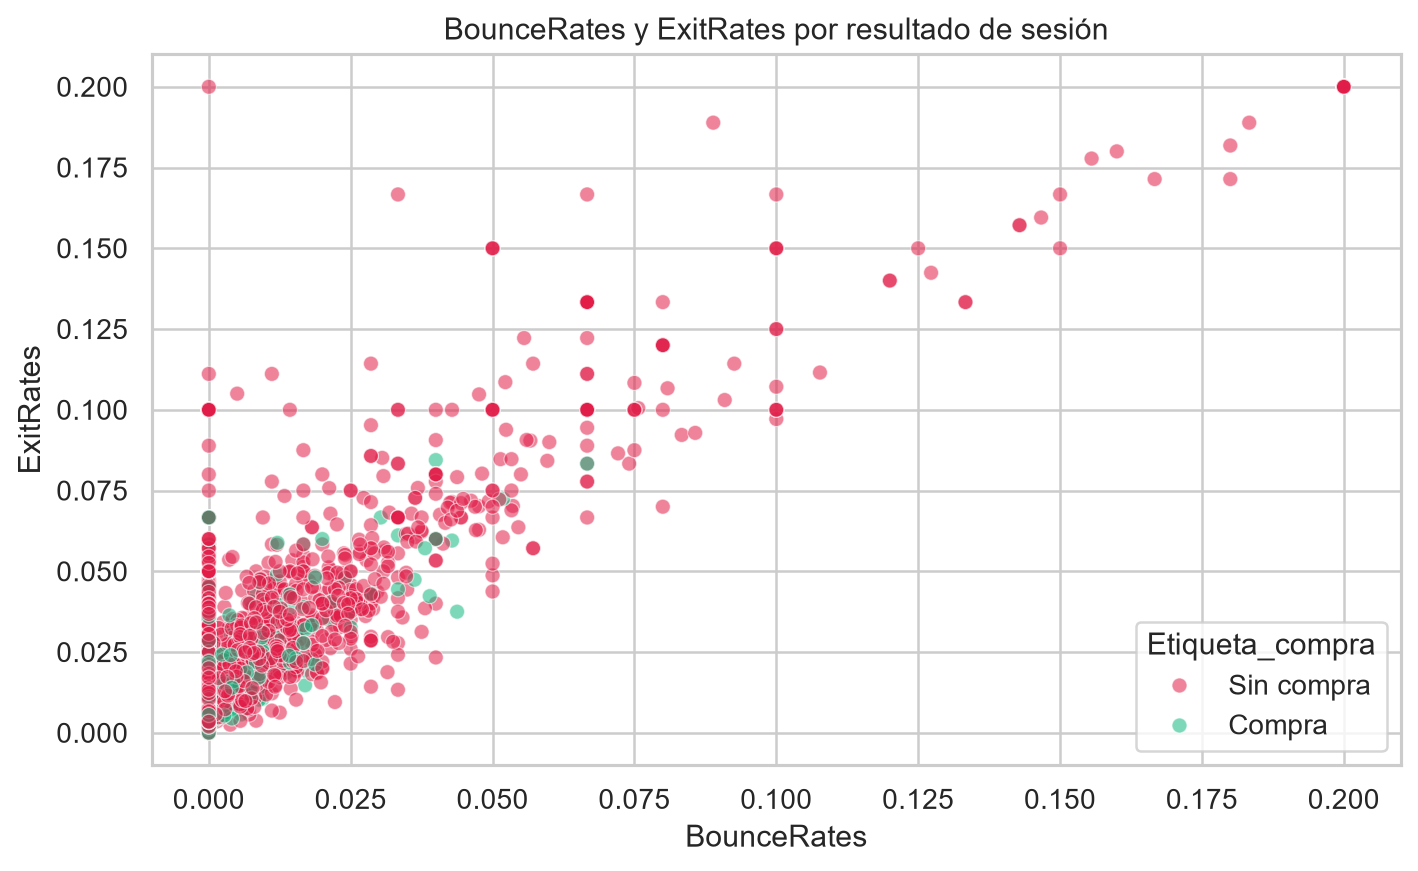 BounceRates y ExitRates por resultado de sesión
ExitRates
0.200
0.175
0.150
0.125
0.100
0.075
0.050
0.025
0.000
Etiqueta_compra
Sin compra
Compra
0.000 0.025 0.050 0.075 0.100 0.125 0.150 0.175 0.200
BounceRates